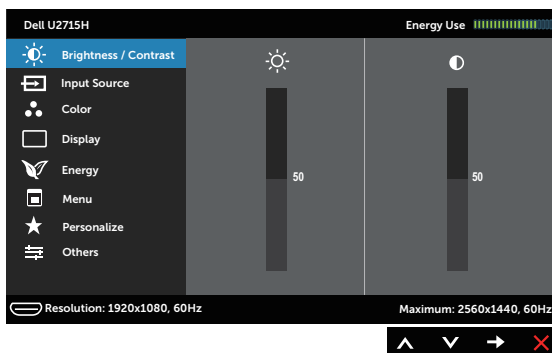 Dell U2715H
Energy Use
Brightness / Contrast
Input Source
Color
Display
Energy
Menu
Personalize
Others
50
50
Resolution: 1920x1080, 60Hz
Maximum: 2560x1440, 60Hz